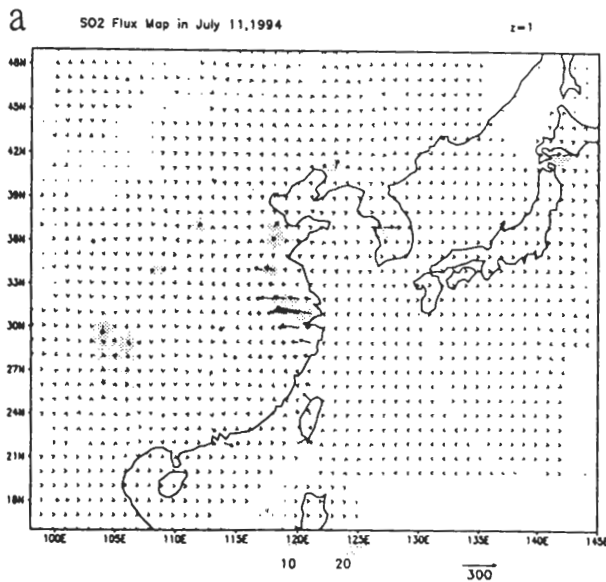 a
SO2 Flux Map in July 11,1994 z=1
48N
45N
42N
39N
36N
33N
30N
27N
24N
21N
18N
100E 105E 110E 115E 120E 125E 130E 135E 140E 145E
10 20 300